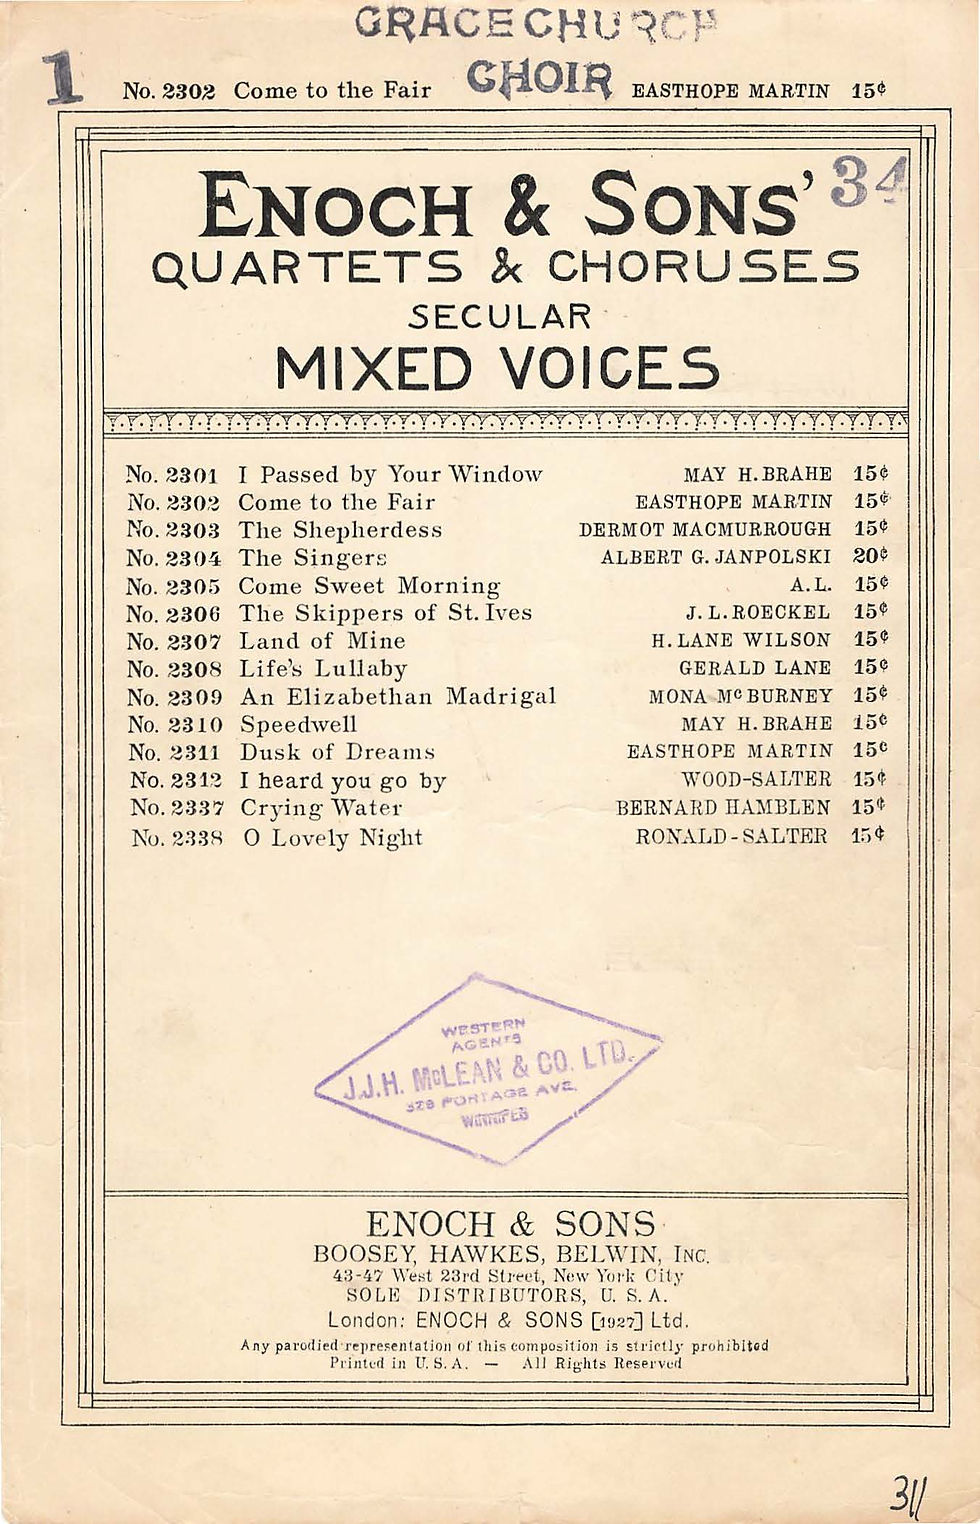 GRACE CHURCH
CHOIR
1
No. 2302 Come to the Fair EASTHOPE MARTIN 15¢
34
ENOCH & SONS'
QUARTETS & CHORUSES
SECULAR
MIXED VOICES
No. 2301 I Passed by Your Window MAY H. BRAHE 15¢
No. 2302 Come to the Fair EASTHOPE MARTIN 15¢
No. 2303 The Shepherdess DERMOT MACMURROUGH 15¢
No. 2304 The Singers ALBERT G. JANPOLSKI 20¢
No. 2305 Come Sweet Morning A.L. 15¢
No. 2306 The Skippers of St. Ives J. L. ROECKEL 15¢
No. 2307 Land of Mine H. LANE WILSON 15¢
No. 2308 Life's Lullaby GERALD LANE 15¢
No. 2309 An Elizabethan Madrigal MONA McBURNEY 15¢
No. 2310 Speedwell MAY H. BRAHE 15¢
No. 2311 Dusk of Dreams EASTHOPE MARTIN 15¢
No. 2312 I heard you go by WOOD-SALTER 15¢
No. 2337 Crying Water BERNARD HAMBLEN 15¢
No. 2338 O Lovely Night RONALD-SALTER 15¢
WESTERN
AGENTS
J.J.H. McLEAN & CO. LTD.
329 PORTAGE AVE.
WINNIPEG
ENOCH & SONS
BOOSEY, HAWKES, BELWIN, INC.
43-47 West 23rd Street, New York City
SOLE DISTRIBUTORS, U. S. A.
London: ENOCH & SONS [1927] Ltd.
Any parodied representation of this composition is strictly prohibited
Printed in U. S. A. — All Rights Reserved
311